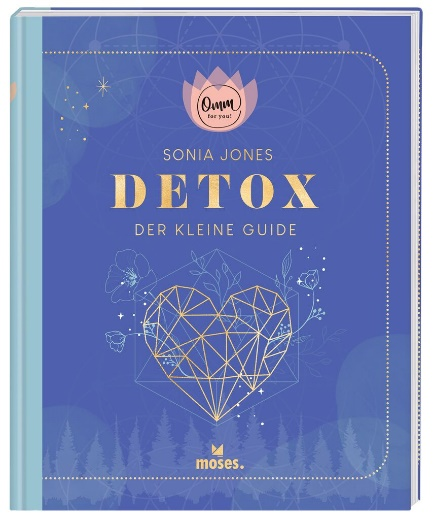 Omm
for you!
SONIA JONES
DETOX
DER KLEINE GUIDE
moses.